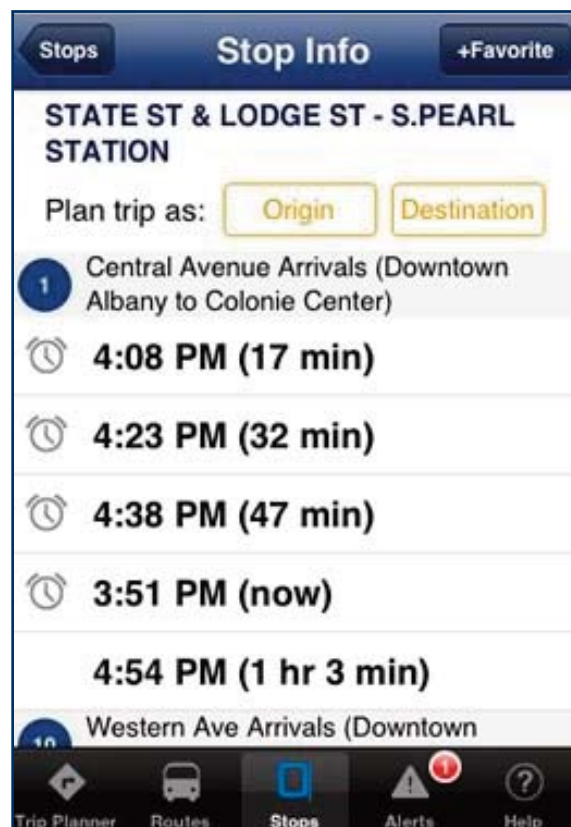 Stops
Stop Info
+Favorite
STATE ST & LODGE ST - S.PEARL
STATION
Plan trip as:
Origin
Destination
1
Central Avenue Arrivals (Downtown
Albany to Colonie Center)
4:08 PM (17 min)
4:23 PM (32 min)
4:38 PM (47 min)
3:51 PM (now)
4:54 PM (1 hr 3 min)
10
Western Ave Arrivals (Downtown
1
Trip Planner
Routes
Stops
Alerts
Help